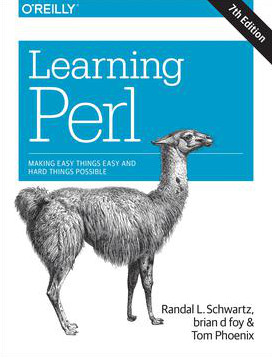 O'REILLY®
7th Edition
Learning
Perl
MAKING EASY THINGS EASY AND
HARD THINGS POSSIBLE
Randal L. Schwartz,
brian d foy &
Tom Phoenix